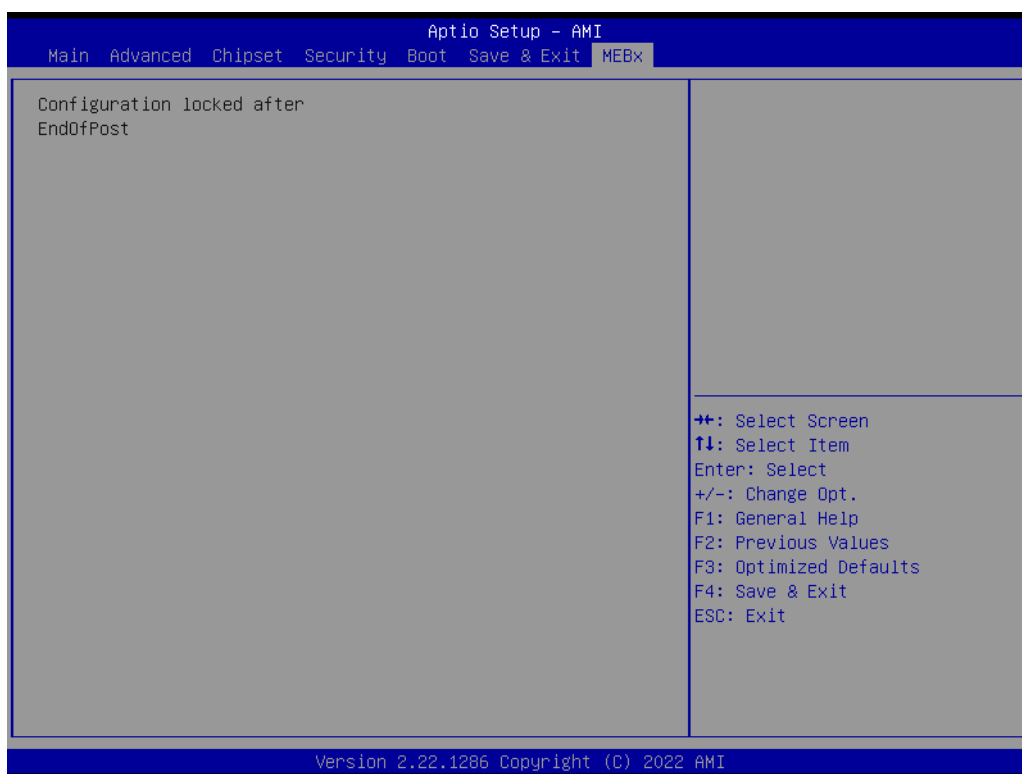 Aptio Setup – AMI
Main Advanced Chipset Security Boot Save & Exit MEBx
Configuration locked after
EndOfPost
→←: Select Screen
↑↓: Select Item
Enter: Select
+/-: Change Opt.
F1: General Help
F2: Previous Values
F3: Optimized Defaults
F4: Save & Exit
ESC: Exit
Version 2.22.1286 Copyright (C) 2022 AMI